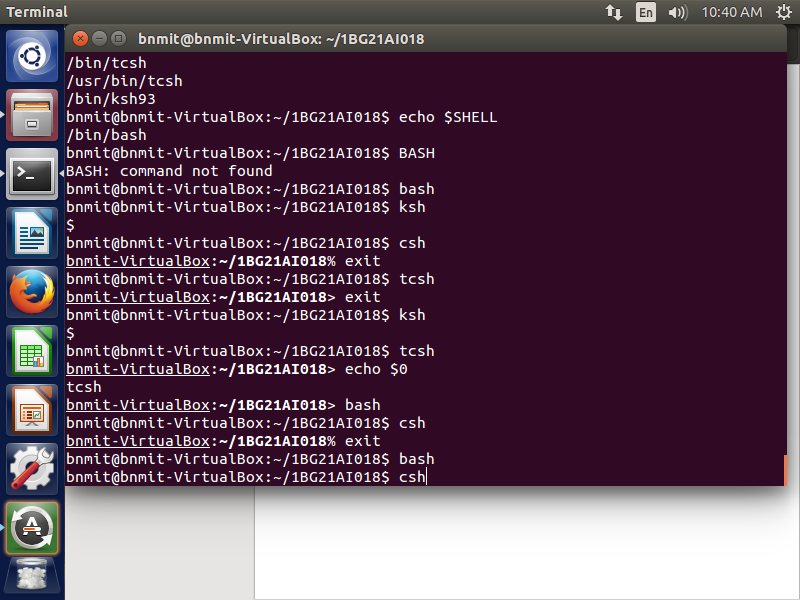 Terminal
En
10:40 AM
bnmit@bnmit-VirtualBox: ~/1BG21AI018
/bin/tcsh
/usr/bin/tcsh
/bin/ksh93
bnmit@bnmit-VirtualBox:~/1BG21AI018$ echo $SHELL
/bin/bash
bnmit@bnmit-VirtualBox:~/1BG21AI018$ BASH
BASH: command not found
bnmit@bnmit-VirtualBox:~/1BG21AI018$ bash
bnmit@bnmit-VirtualBox:~/1BG21AI018$ ksh
$
bnmit@bnmit-VirtualBox:~/1BG21AI018$ csh
bnmit-VirtualBox:~/1BG21AI018% exit
bnmit@bnmit-VirtualBox:~/1BG21AI018$ tcsh
bnmit-VirtualBox:~/1BG21AI018> exit
bnmit@bnmit-VirtualBox:~/1BG21AI018$ ksh
$
bnmit@bnmit-VirtualBox:~/1BG21AI018$ tcsh
bnmit-VirtualBox:~/1BG21AI018> echo $0
tcsh
bnmit-VirtualBox:~/1BG21AI018> bash
bnmit@bnmit-VirtualBox:~/1BG21AI018$ csh
bnmit-VirtualBox:~/1BG21AI018% exit
bnmit@bnmit-VirtualBox:~/1BG21AI018$ bash
bnmit@bnmit-VirtualBox:~/1BG21AI018$ csh